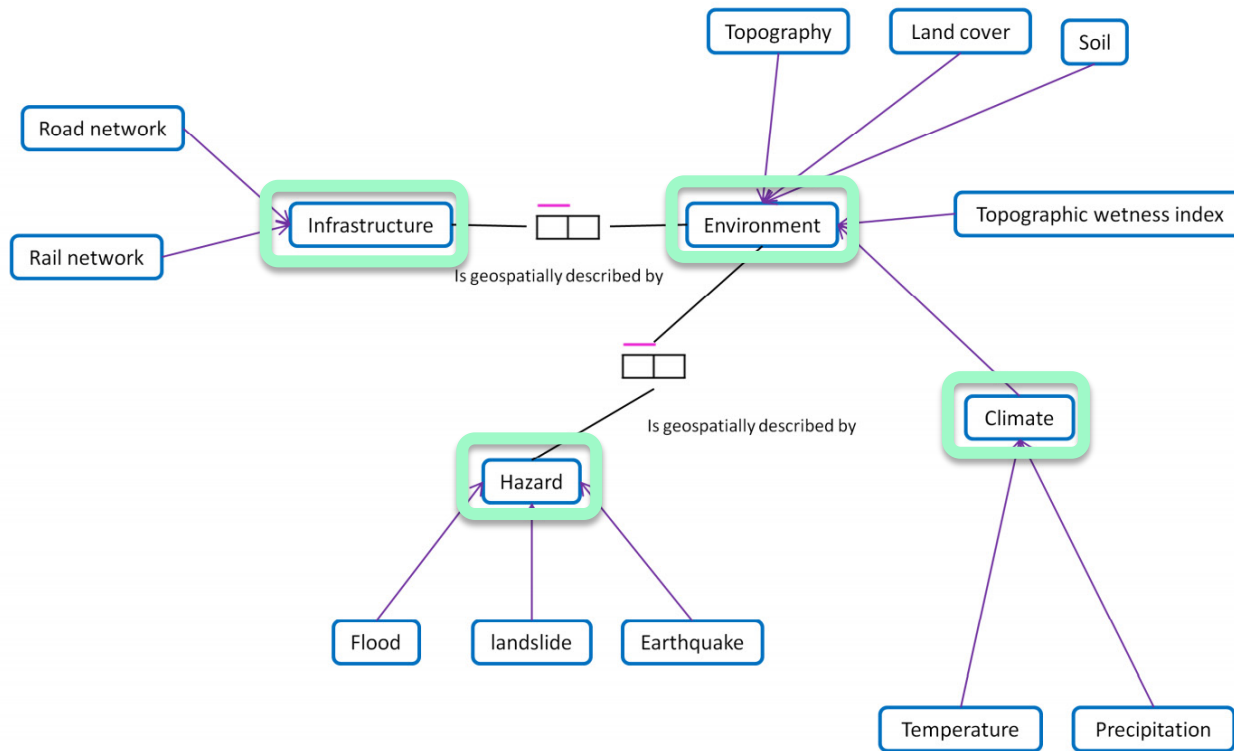 Topography
Land cover
Soil
Road network
Infrastructure
Environment
Topographic wetness index
Rail network
Is geospatially described by
Is geospatially described by
Climate
Hazard
Flood
landslide
Earthquake
Temperature
Precipitation